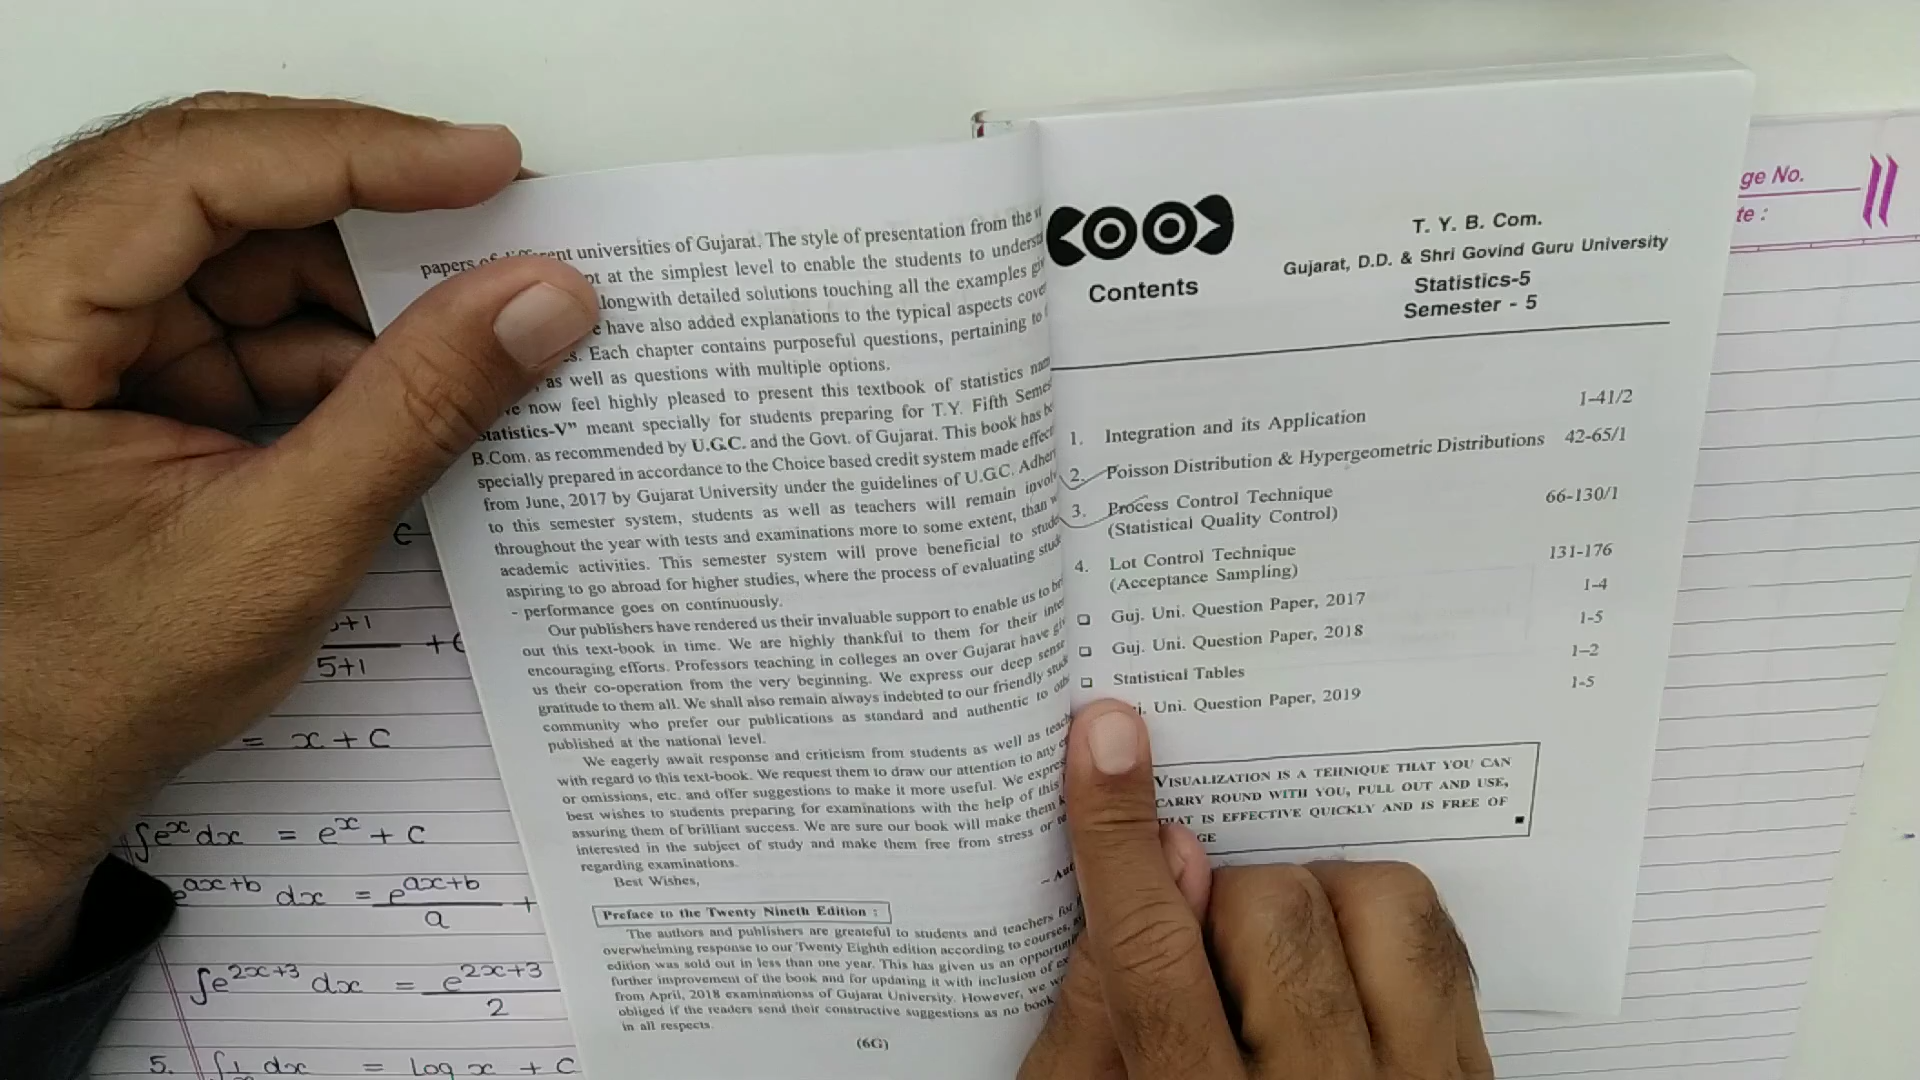 papers of different universities of Gujarat. The style of presentation from the
at the simplest level to enable the students to
longwith detailed solutions touching all the examples
have also added explanations to the typical aspects
Each chapter contains purposeful questions, pertaining to
as well as questions with multiple options.
now feel highly pleased to present this textbook of statistics
Statistics-V" meant specially for students preparing for T.Y. Fifth
B.Com. as recommended by U.G.C. and the Govt. of Gujarat. This book has
specially prepared in accordance to the Choice based credit system made
from June, 2017 by Gujarat University under the guidelines of U.G.C.
to this semester system, students as well as teachers will remain
throughout the year with tests and examinations more to some extent, than
academic activities. This semester system will prove beneficial to
aspiring to go abroad for higher studies, where the process of evaluating
- performance goes on continuously.
Our publishers have rendered us their invaluable support to enable us to
out this text-book in time. We are highly thankful to them for their
encouraging efforts. Professors teaching in colleges an over Gujarat have
us their co-operation from the very beginning. We express our deep sense
gratitude to them all. We shall also remain always indebted to our friendly
community who prefer our publications as standard and authentic to
published at the national level.
We eagerly await response and criticism from students as well as
with regard to this text-book. We request them to draw our attention to any
or omissions, etc. and offer suggestions to make it more useful. We
best wishes to students preparing for examinations with the help of this
assuring them of brilliant success. We are sure our book will make them
interested in the subject of study and make them free from stress or
regarding examinations.
Best Wishes,
Preface to the Twenty Nineth Edition :
The authors and publishers are greateful to students and teachers for
overwhelming response to our Twenty Eighth edition according to courses,
edition was sold out in less than one year. This has given us an
further improvement of the book and for updating it with inclusion of
from April, 2018 examinationss of Gujarat University. However, we
obliged if the readers send their constructive suggestions as no book
in all respects.
(6G)
Contents
T. Y. B. Com.
Gujarat, D.D. & Shri Govind Guru University
Statistics-5
Semester - 5
1. Integration and its Application 1-41/2
2. Poisson Distribution & Hypergeometric Distributions 42-65/1
3. Process Control Technique 66-130/1
(Statistical Quality Control)
4. Lot Control Technique 131-176
(Acceptance Sampling)
❑ Guj. Uni. Question Paper, 2017 1-4
❑ Guj. Uni. Question Paper, 2018 1-5
❑ Statistical Tables 1-2
Uni. Question Paper, 2019 1-5
VISUALIZATION IS A TEHNIQUE THAT YOU CAN
CARRY ROUND WITH YOU, PULL OUT AND USE,
THAT IS EFFECTIVE QUICKLY AND IS FREE OF
ge No.
te :
5+1
5+1 + C
= x + C
∫e^x dx = e^x + C
e^ax+b dx = e^ax+b / a +
∫e^2x+3 dx = e^2x+3 / 2
5. ∫ 1/x dx = log x + C